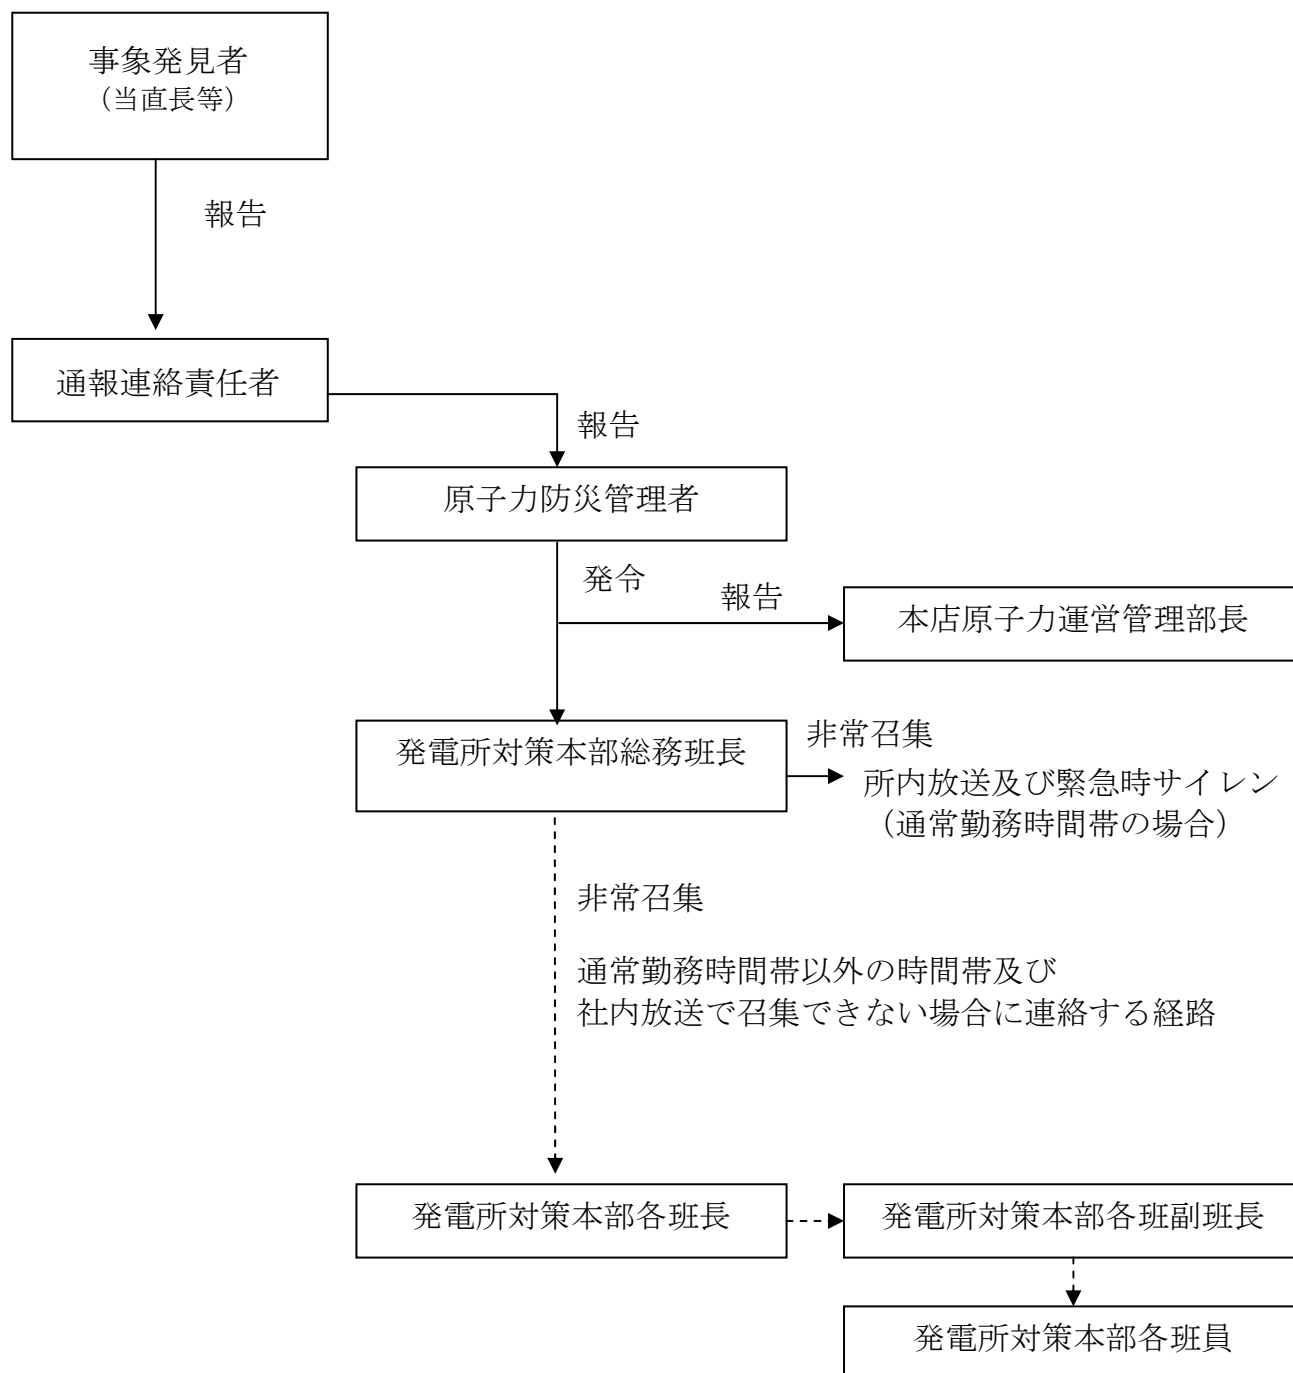 事象発見者
（当直長等）
報告
通報連絡責任者
報告
原子力防災管理者
発令
報告
本店原子力運営管理部長
発電所対策本部総務班長
非常召集
所内放送及び緊急時サイレン
（通常勤務時間帯の場合）
非常召集
通常勤務時間帯以外の時間帯及び
社内放送で召集できない場合に連絡する経路
発電所対策本部各班長
発電所対策本部各班副班長
発電所対策本部各班員